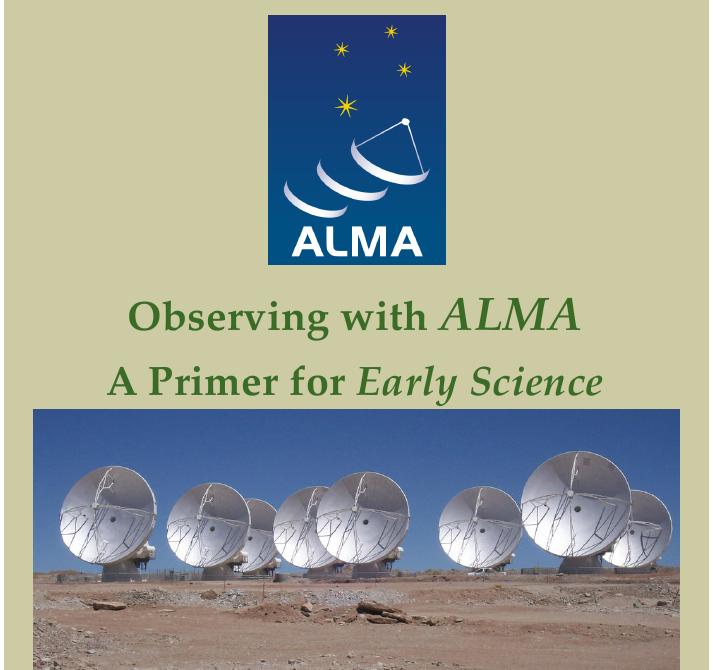 ALMA
Observing with ALMA
A Primer for Early Science